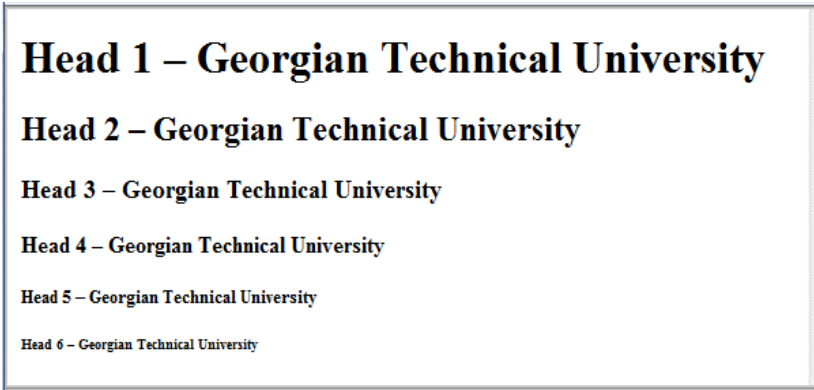 Head 1 – Georgian Technical University
Head 2 – Georgian Technical University
Head 3 – Georgian Technical University
Head 4 – Georgian Technical University
Head 5 – Georgian Technical University
Head 6 – Georgian Technical University